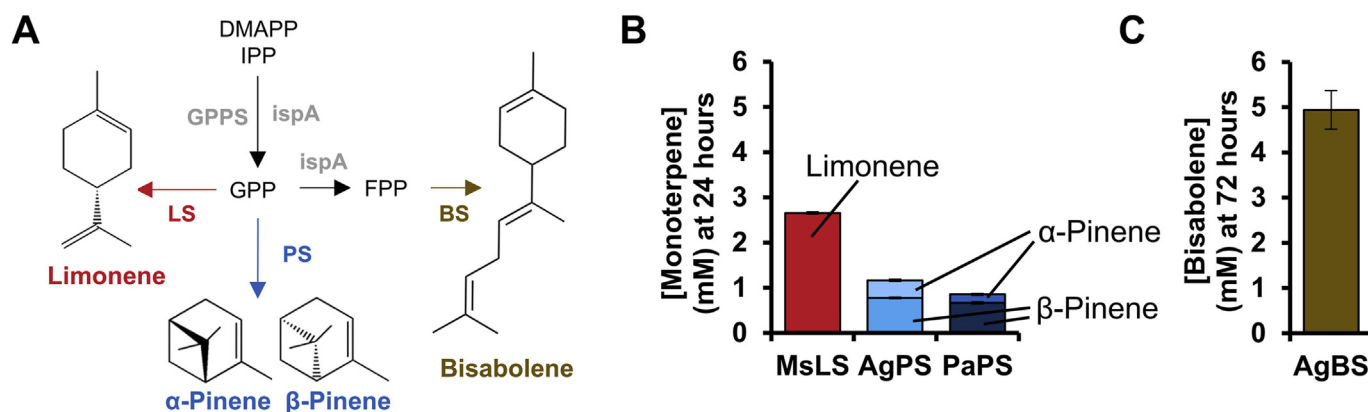 A
DMAPP
IPP
GPPS
ispA
ispA
GPP
FPP
LS
BS
PS
Limonene
α-Pinene
β-Pinene
Bisabolene
B
[Monoterpene]
(mM) at 24 hours
6
5
4
3
2
1
0
Limonene
α-Pinene
β-Pinene
MsLS
AgPS
PaPS
C
[Bisabolene]
(mM) at 72 hours
6
5
4
3
2
1
0
AgBS